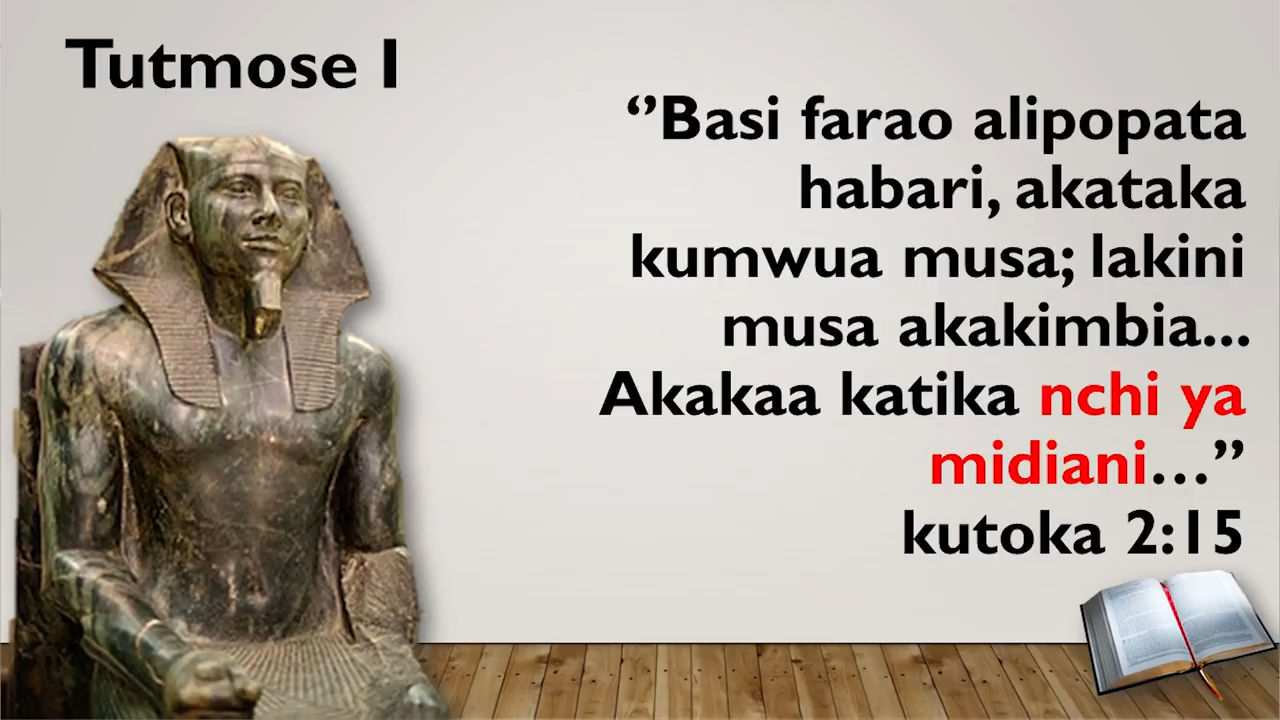 Tutmose I
‘’Basi farao alipopata
habari, akataka
kumwua musa; lakini
musa akakimbia...
Akakaa katika nchi ya
midiani…’’
kutoka 2:15